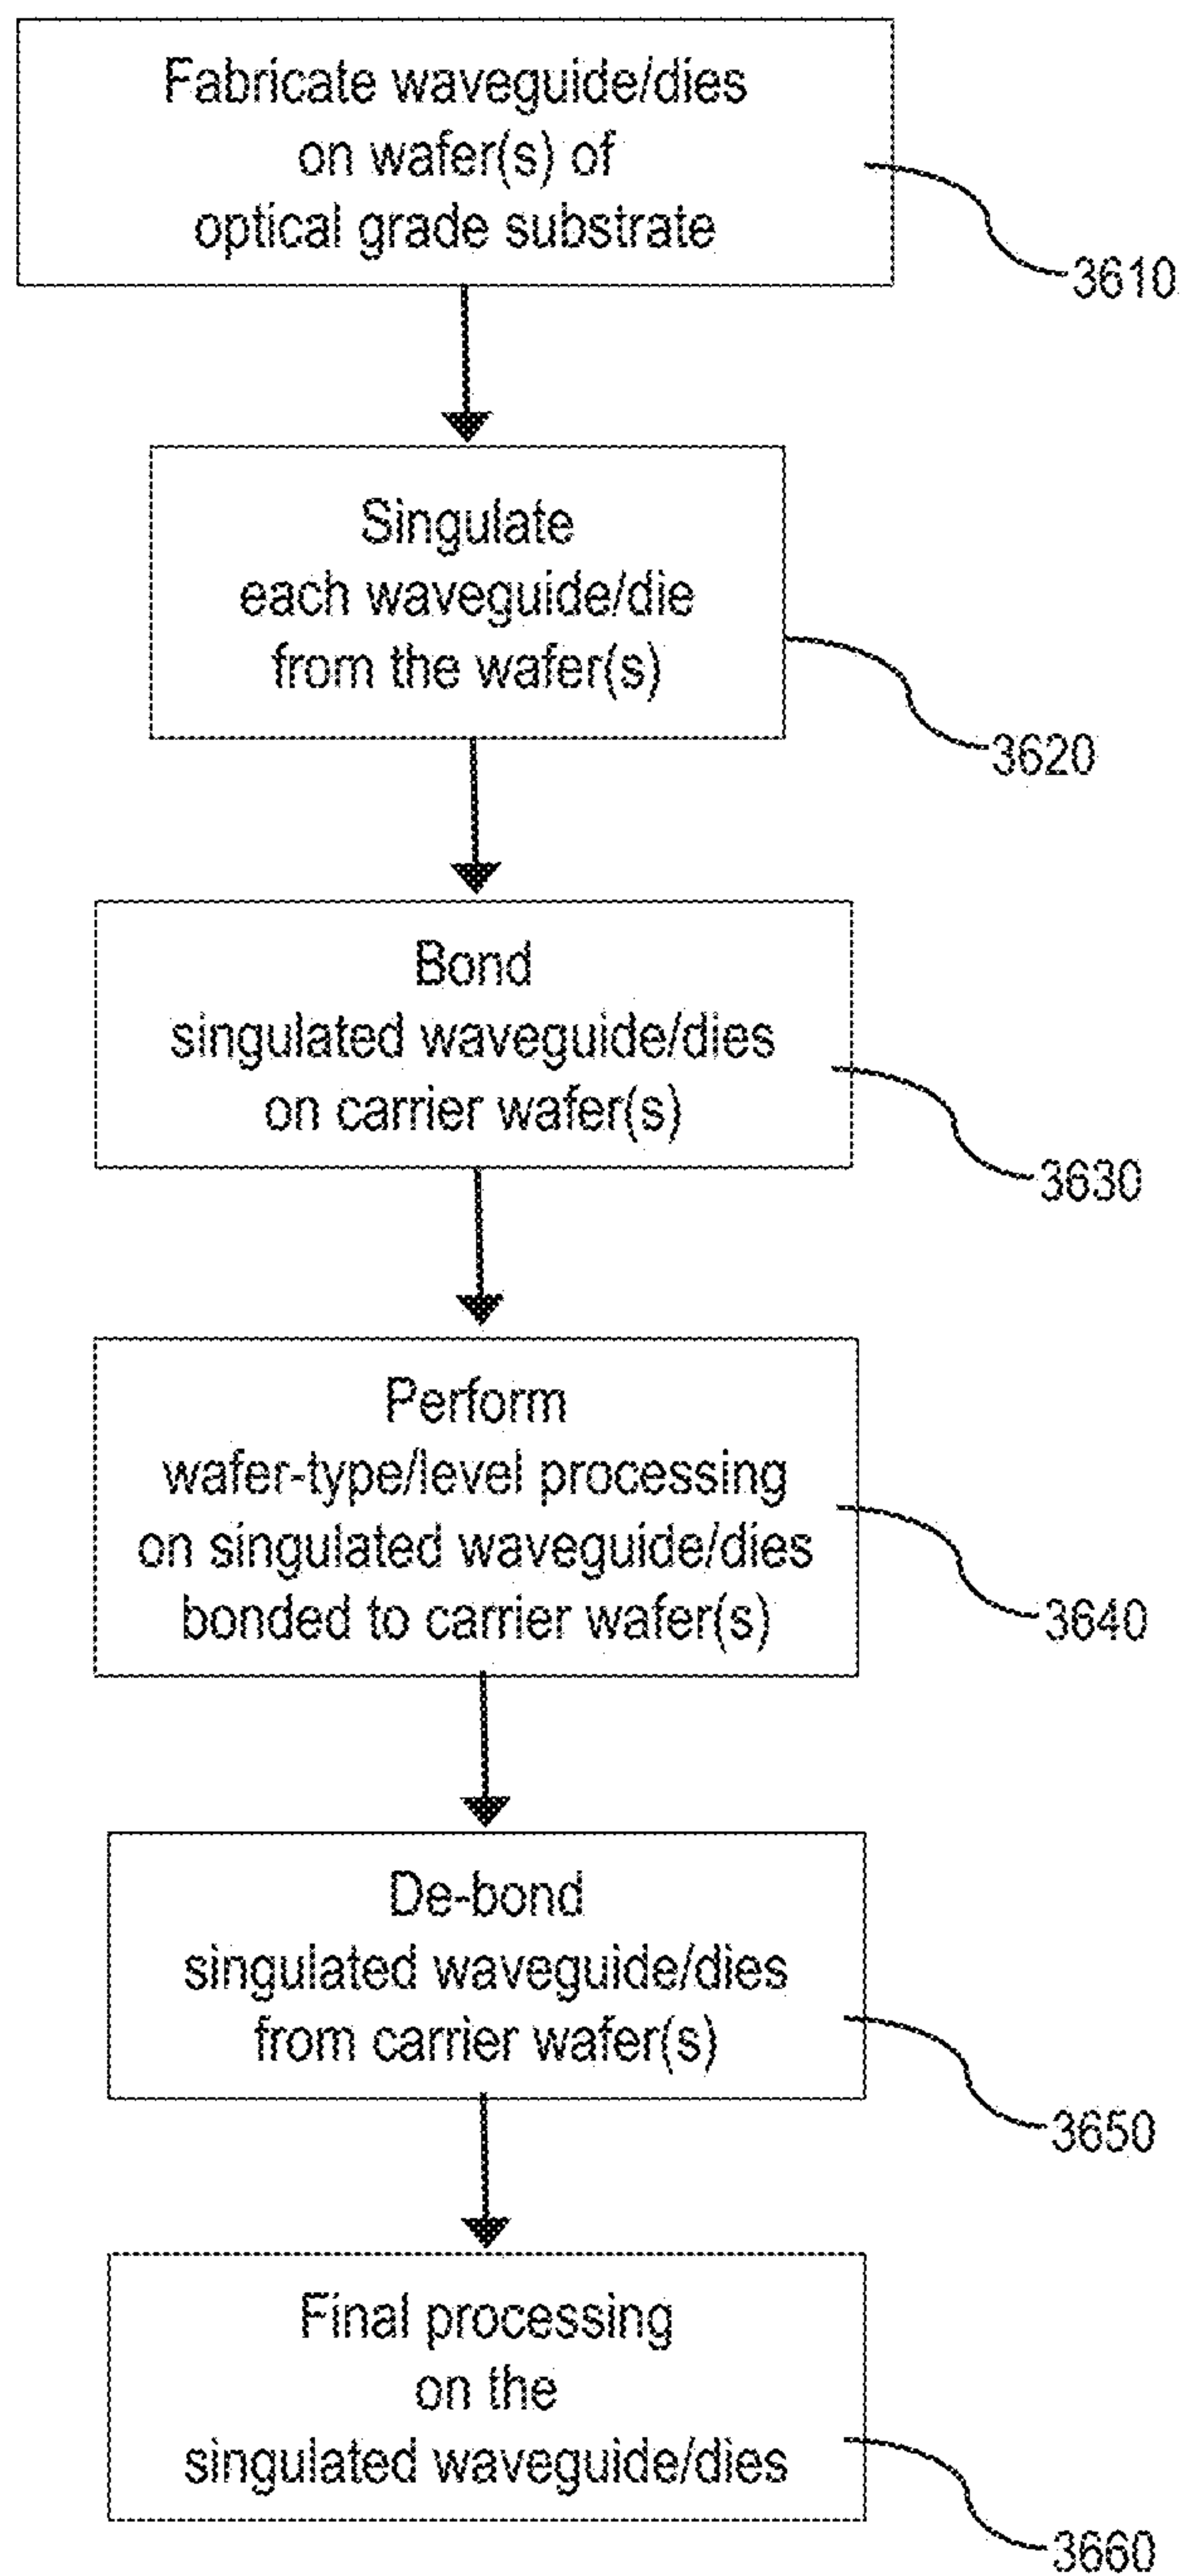 Fabricate waveguide/dies
on wafer(s) of
optical grade substrate
3610
Singulate
each waveguide/die
from the wafer(s)
3620
Bond
singulated waveguide/dies
on carrier wafer(s)
3630
Perform
wafer-type/level processing
on singulated waveguide/dies
bonded to carrier wafer(s)
3640
De-bond
singulated waveguide/dies
from carrier wafer(s)
3650
Final processing
on the
singulated waveguide/dies
3660